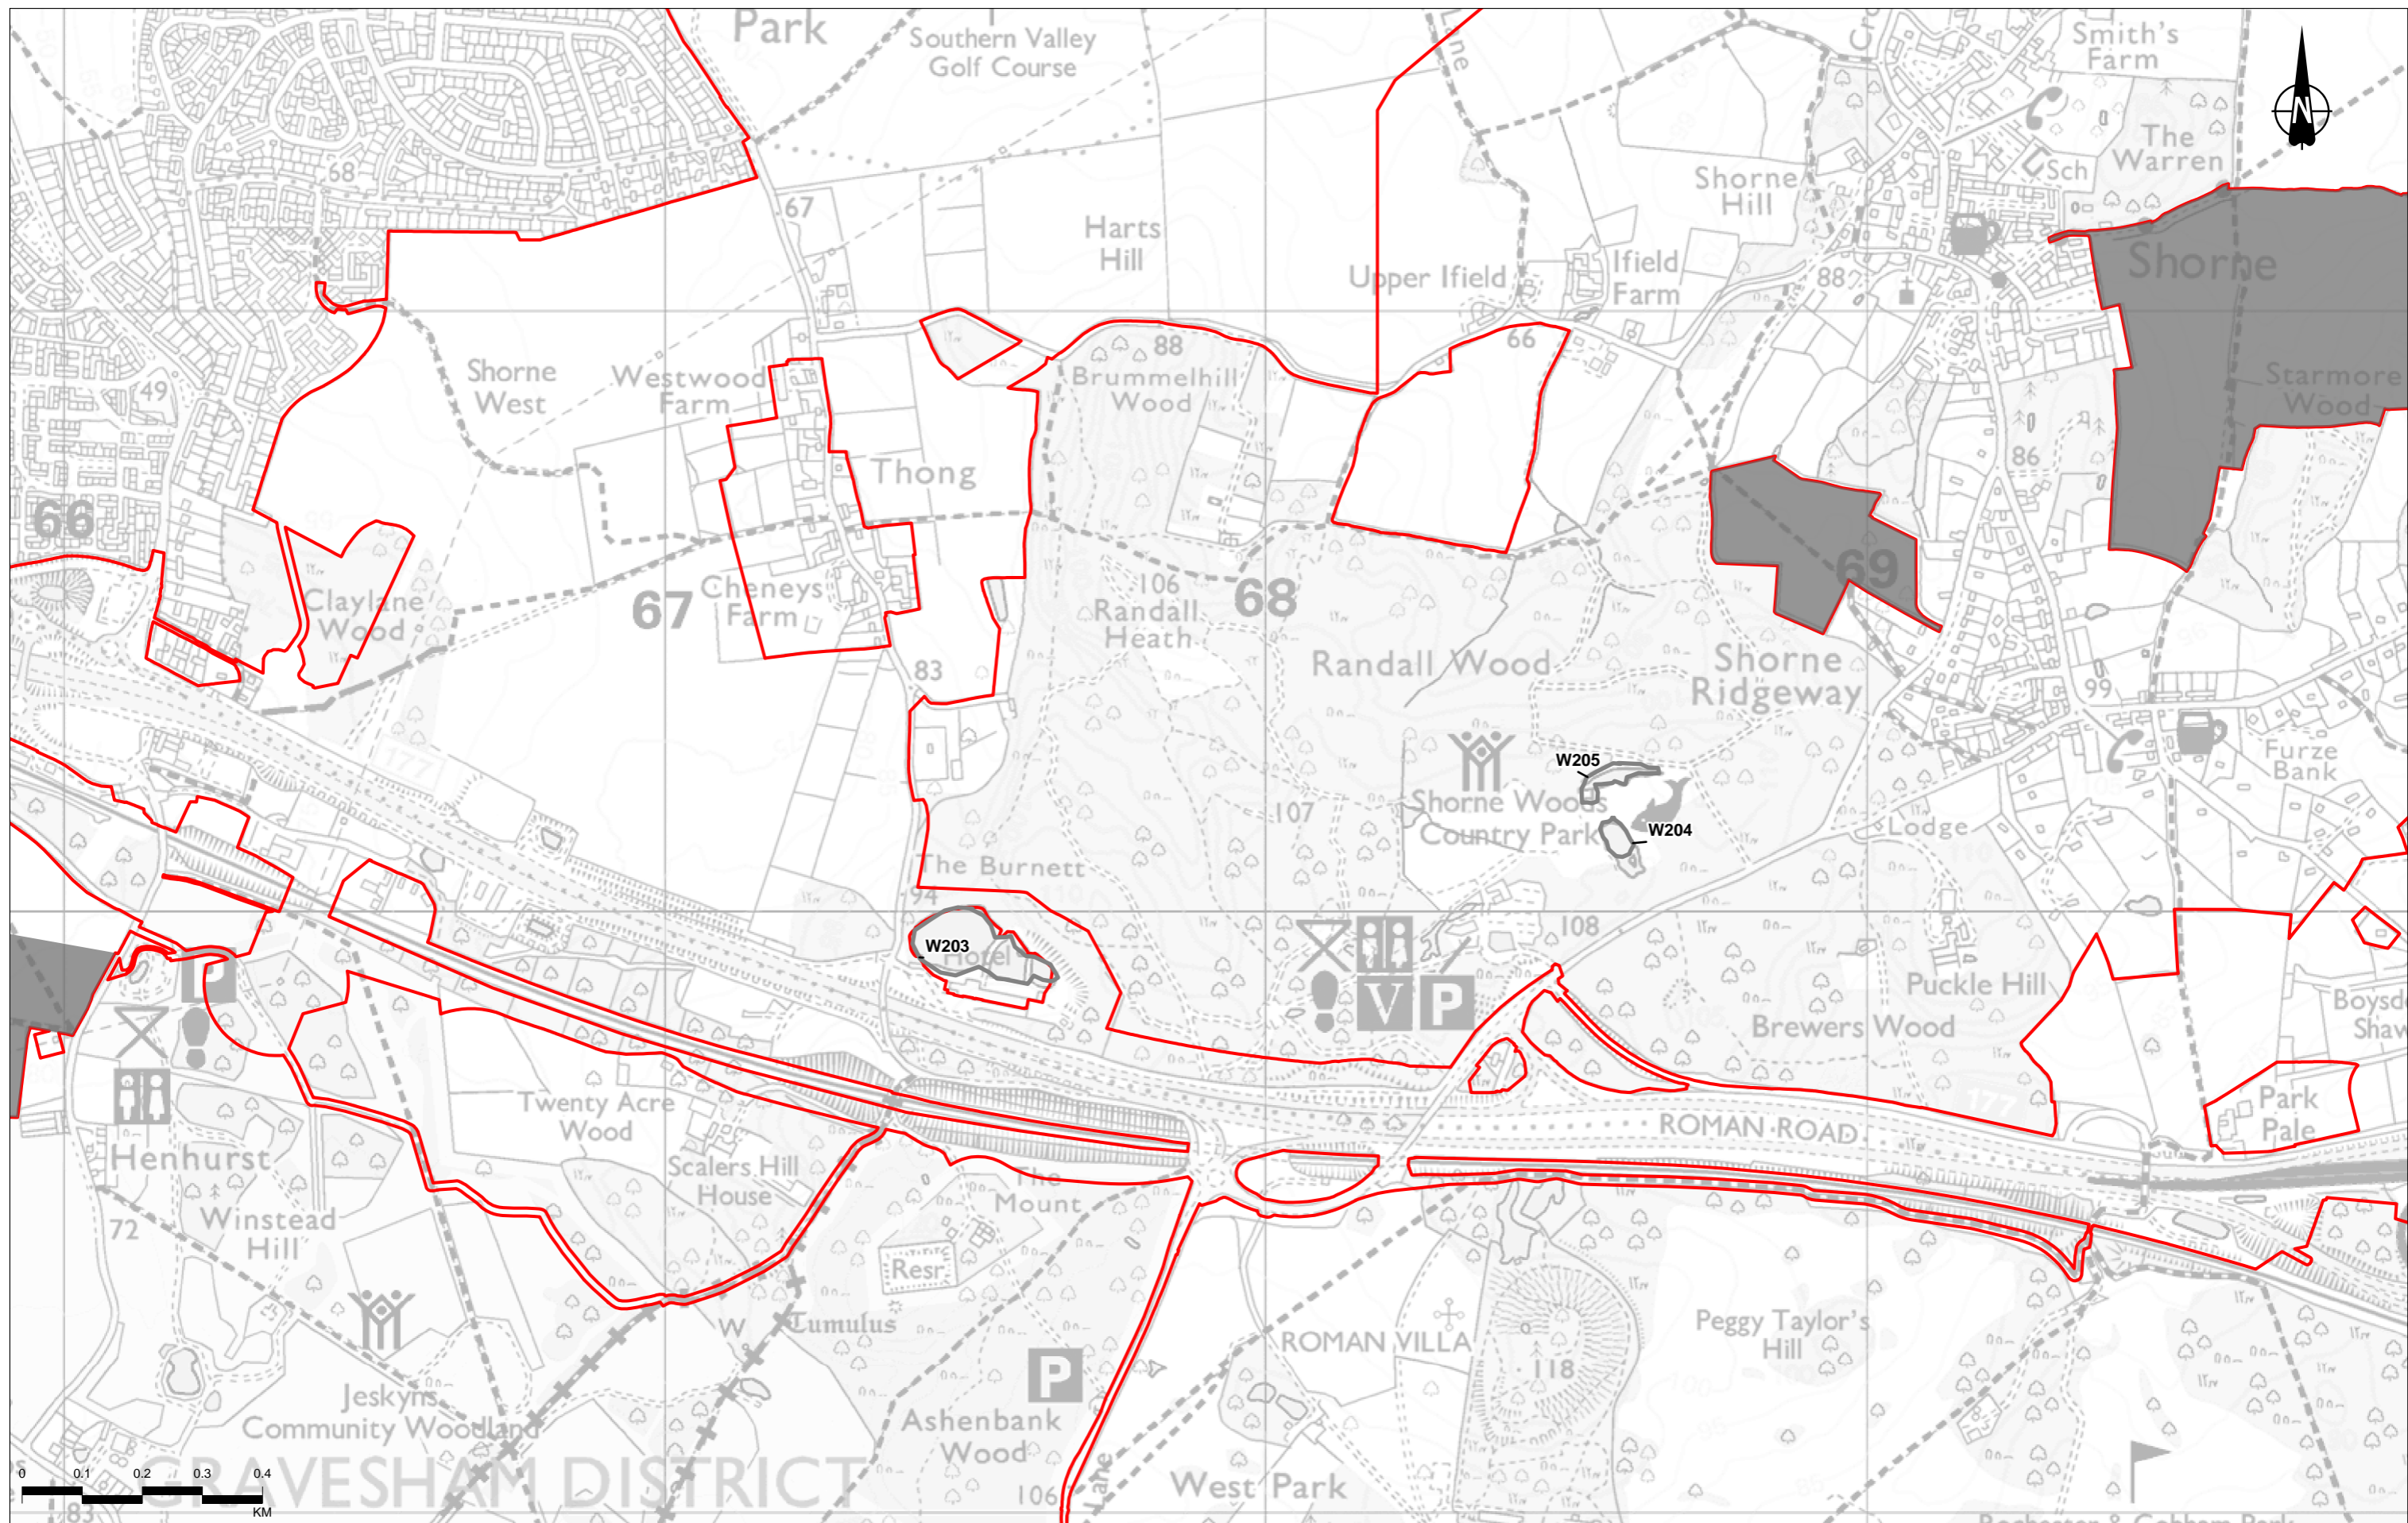 Park
Southern Valley
Golf Course
Lane
Smith's
Farm
N
The
Warren
Sch
68
67
Shorne
Hill
Harts
Hill
Upper Ifield
Ifield
Farm
88
Shorne
66
88
49
Shorne
West
Westwood
Farm
Brummelhill
Wood
Starmore
Wood
Thong
86
66
67
68
69
Claylane
Wood
Cheneys
Farm
106
Randall
Heath
83
Randall Wood
Shorne
Ridgeway
99
177
Furze
Bank
W205
107
Shorne Woods
Country Park
W204
Lodge
The Burnett
94
W203
Hotel
108
P
V
P
Puckle Hill
Brewers Wood
Twenty Acre
Wood
Henhurst
Scalers Hill
House
The
Mount
ROMAN ROAD
177
Park
Pale
72
Winstead
Hill
Resr
Tumulus
W
ROMAN VILLA
Peggy Taylor's
Hill
118
P
Jeskyns
Community Woodland
Ashenbank
Wood
106
Lane
West Park
GRAVESHAM DISTRICT
0 0.1 0.2 0.3 0.4
KM
83